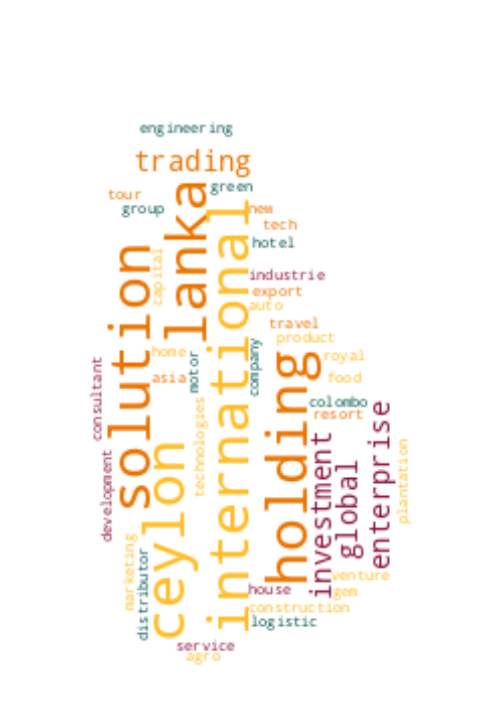 engineering
trading
tour
green
group
new
tech
hotel
lanka
international
solution
capital
industrie
export
auto
travel
product
home
asia
motor
company
royal
food
holding
consultant
technologies
colombo
resort
enterprise
investment
global
plantation
ceylon
development
marketing
distributor
venture
house
gem
construction
logistic
service
agro